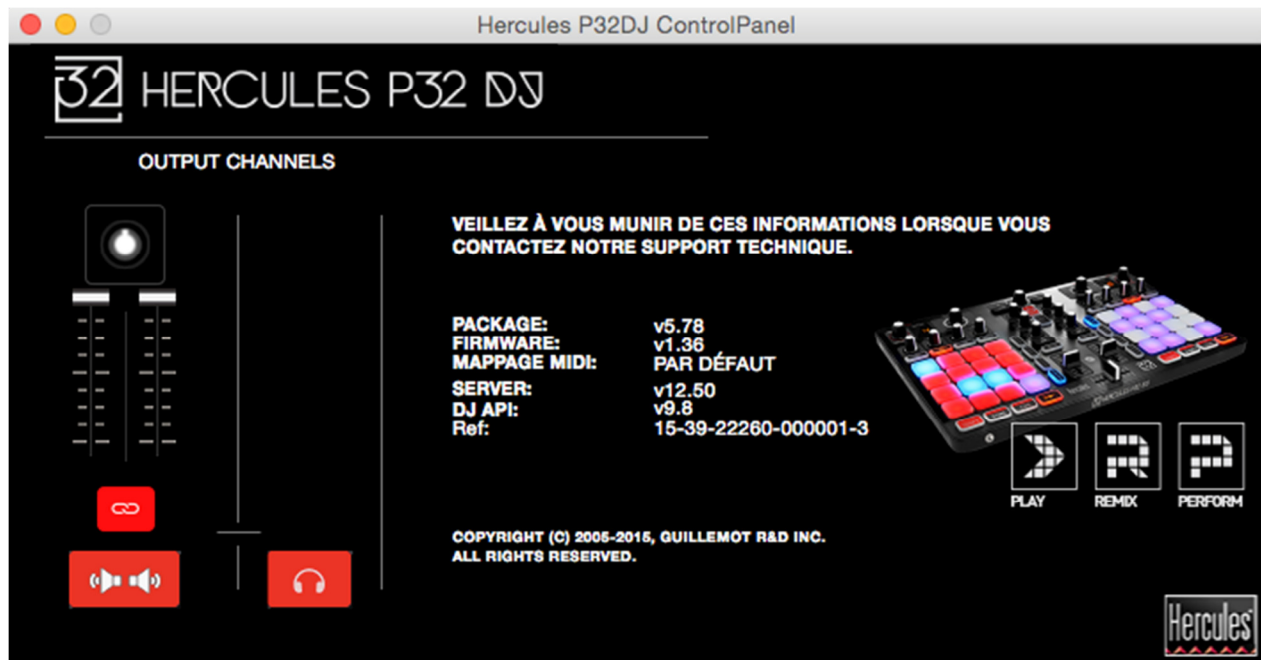 Hercules P32DJ ControlPanel
P32 HERCULES P32 DJ
OUTPUT CHANNELS
VEILLEZ À VOUS MUNIR DE CES INFORMATIONS LORSQUE VOUS
CONTACTEZ NOTRE SUPPORT TECHNIQUE.
PACKAGE: v5.78
FIRMWARE: v1.36
MAPPAGE MIDI: PAR DÉFAUT
SERVER: v12.50
DJ API: v9.8
Ref: 15-39-22260-000001-3
PLAY REMIX PERFORM
COPYRIGHT (C) 2005-2015, GUILLEMOT R&D INC.
ALL RIGHTS RESERVED.
Hercules